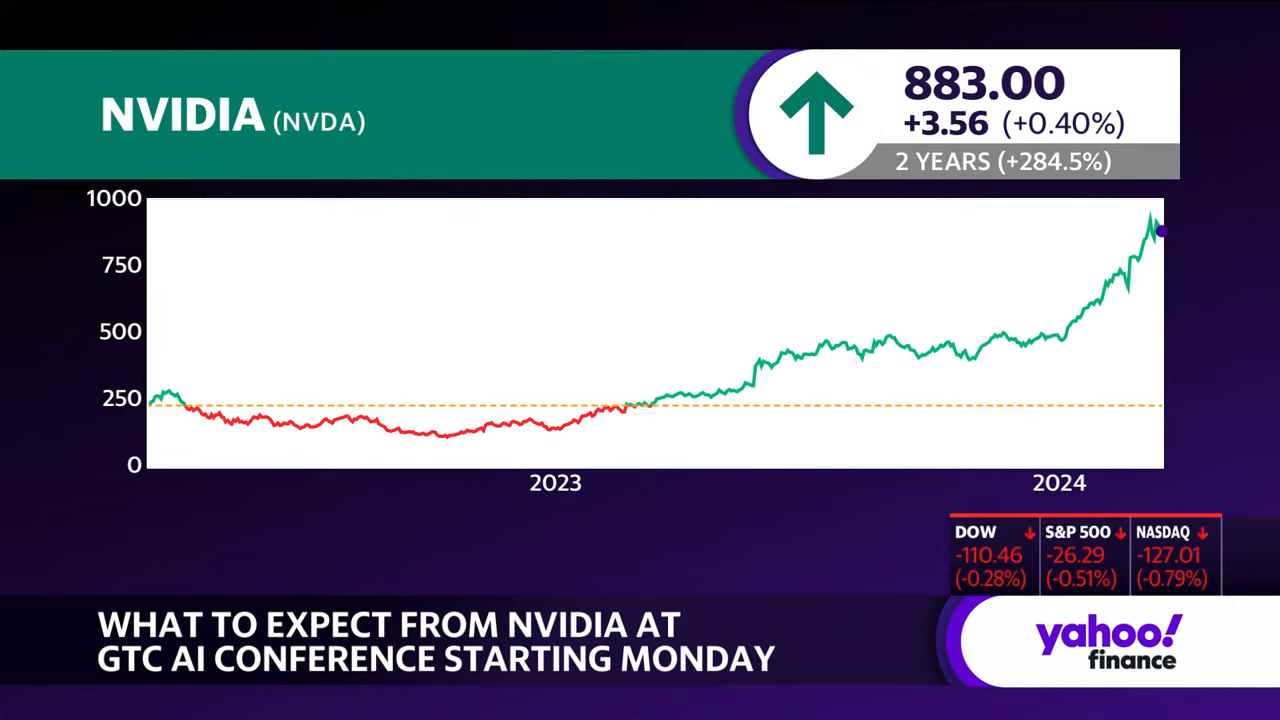 NVIDIA (NVDA)
883.00
+3.56 (+0.40%)
2 YEARS (+284.5%)
1000
750
500
250
0
2023
2024
DOW
-110.46
(-0.28%)
S&P 500
-26.29
(-0.51%)
NASDAQ
-127.01
(-0.79%)
WHAT TO EXPECT FROM NVIDIA AT
GTC AI CONFERENCE STARTING MONDAY
yahoo!
finance